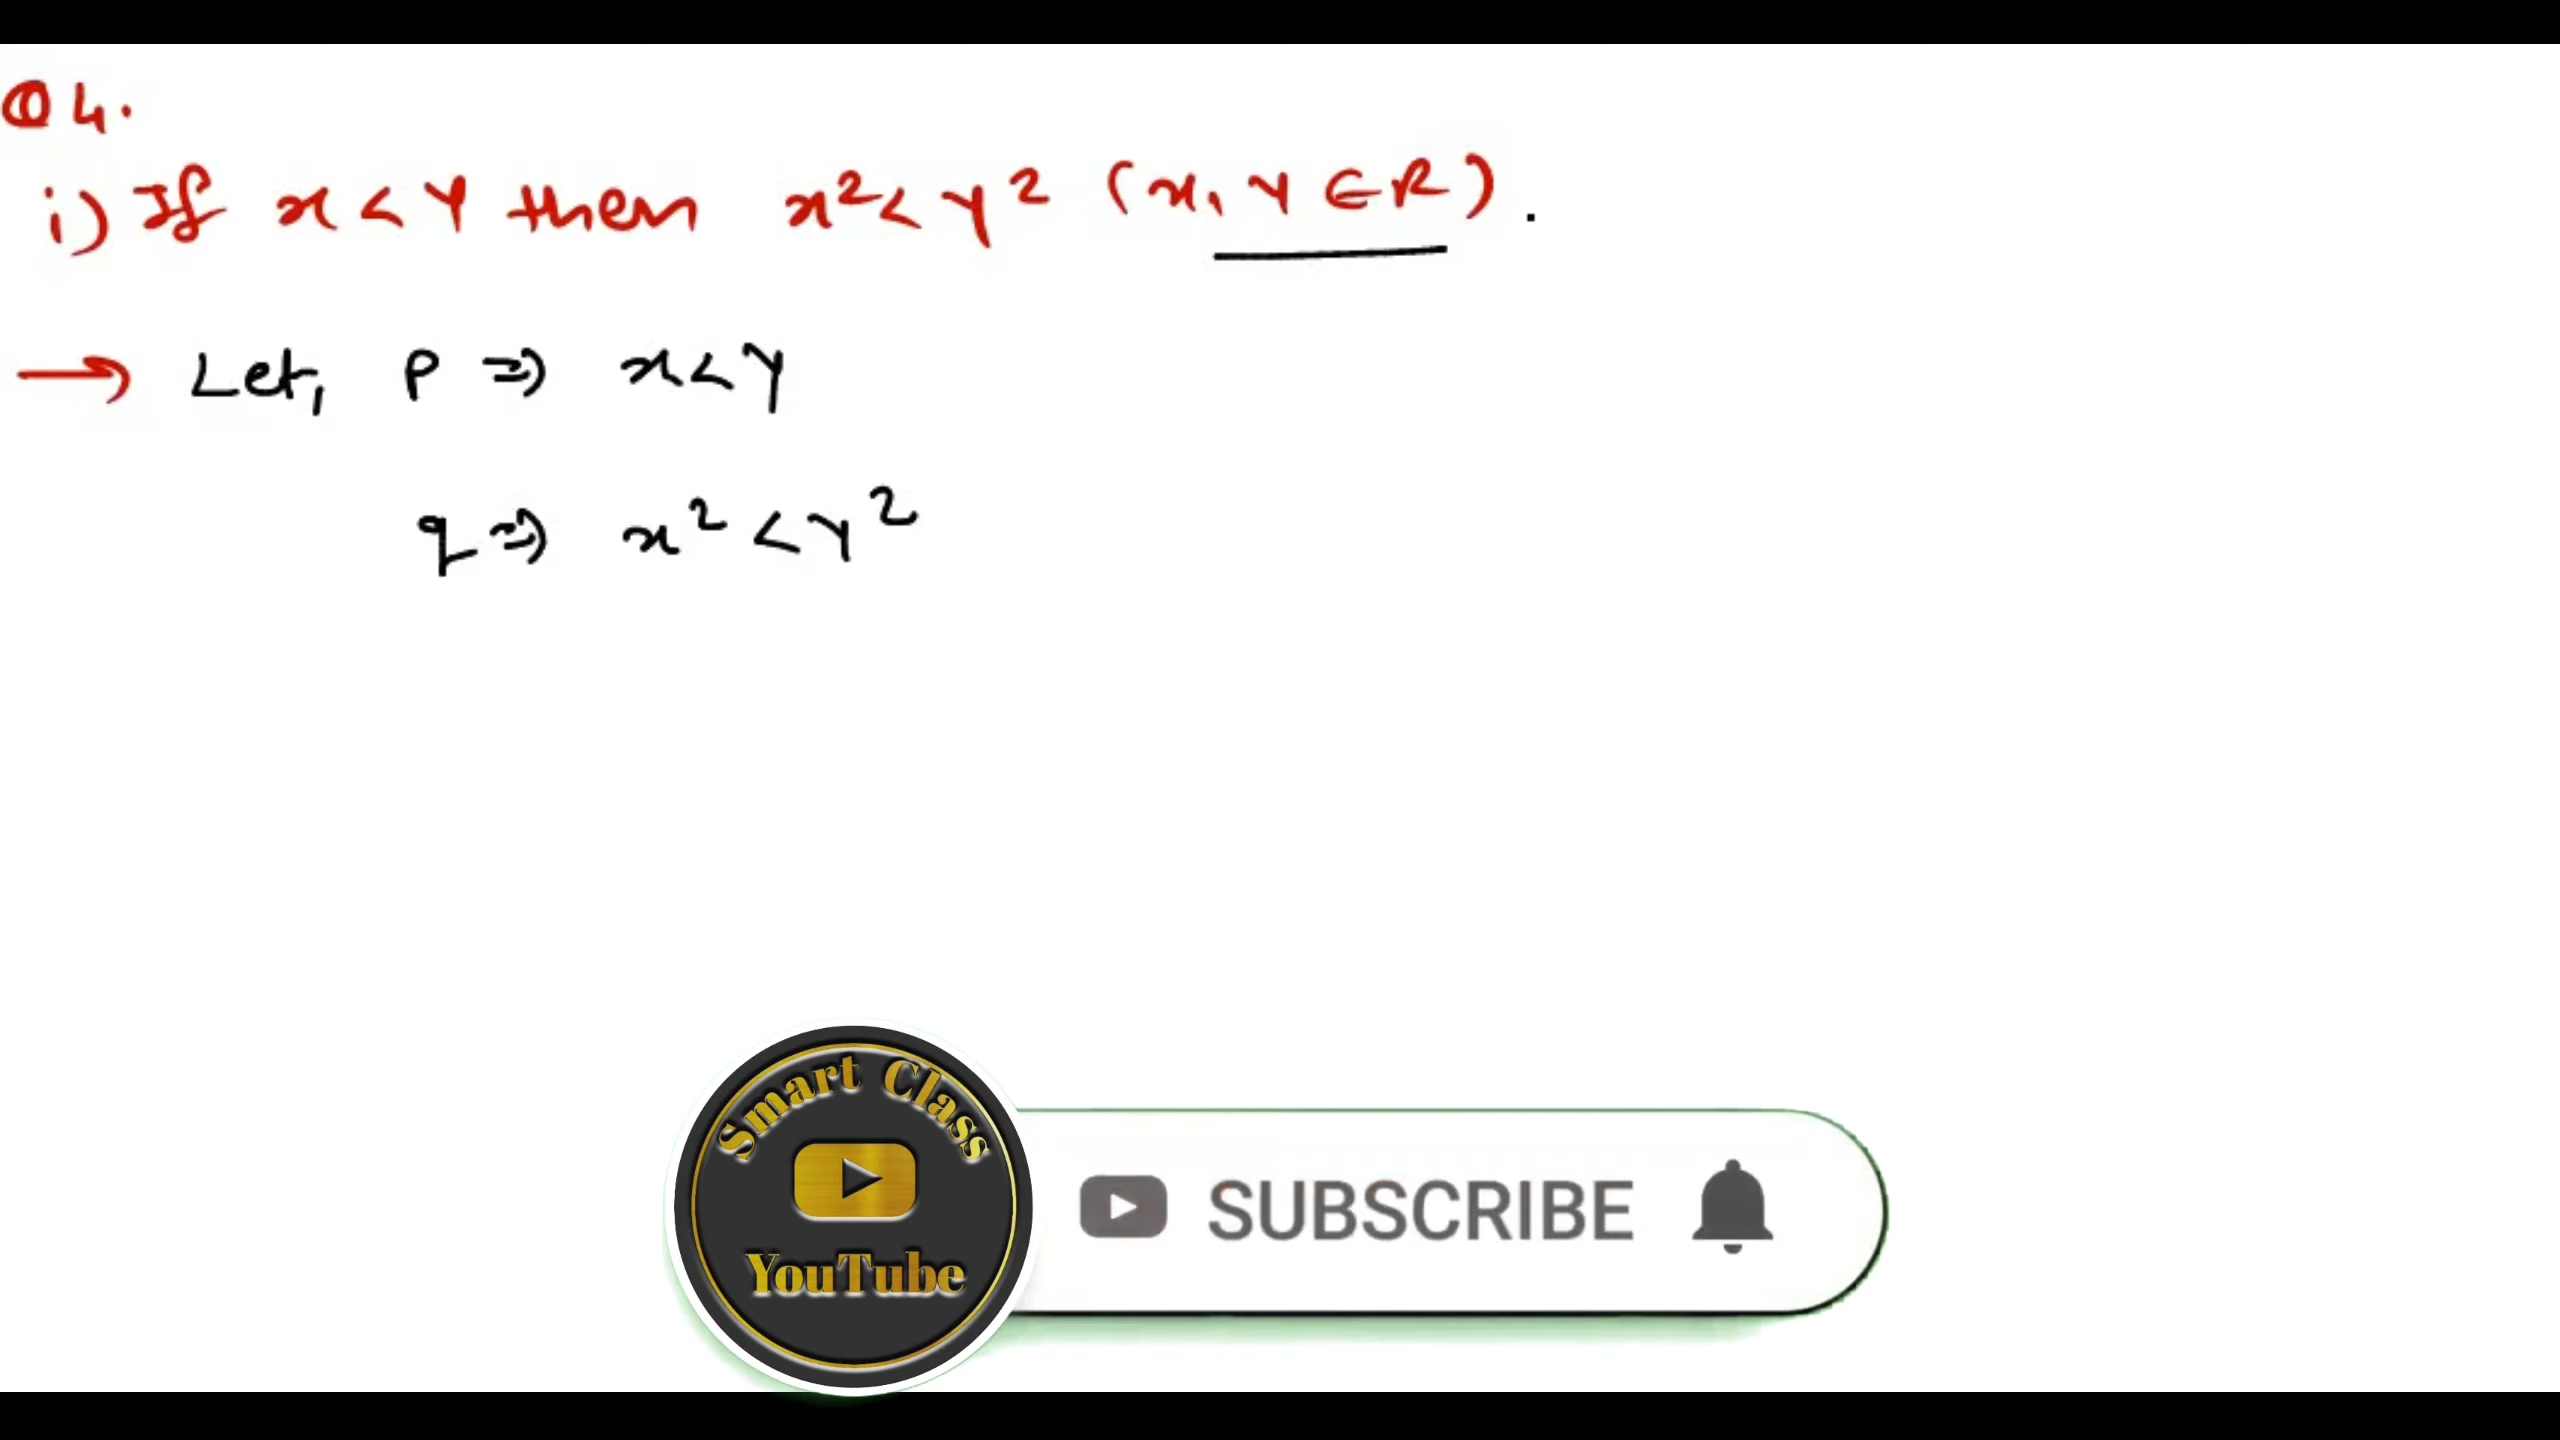 Q4.
i) If x < y then x² < y² (x, y ∈ R).
→ Let, p ⇒ x < y
q ⇒ x² < y²
Smart Class
YouTube
SUBSCRIBE